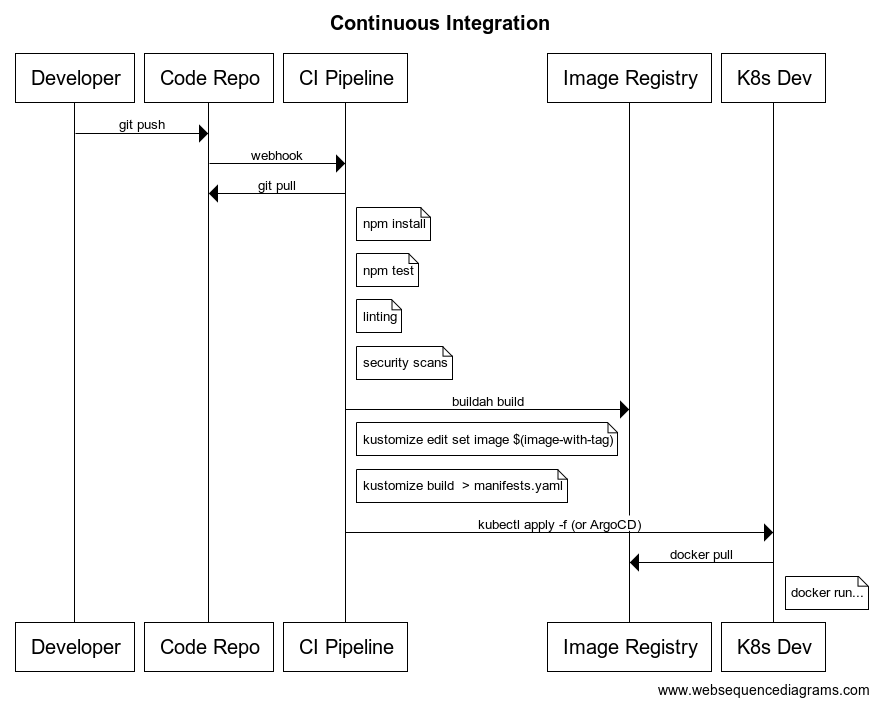 Continuous Integration
Developer
Code Repo
CI Pipeline
Image Registry
K8s Dev
git push
webhook
git pull
npm install
npm test
linting
security scans
buildah build
kustomize edit set image $(image-with-tag)
kustomize build  > manifests.yaml
kubectl apply -f (or ArgoCD)
docker pull
docker run...
Developer
Code Repo
CI Pipeline
Image Registry
K8s Dev
www.websequencediagrams.com